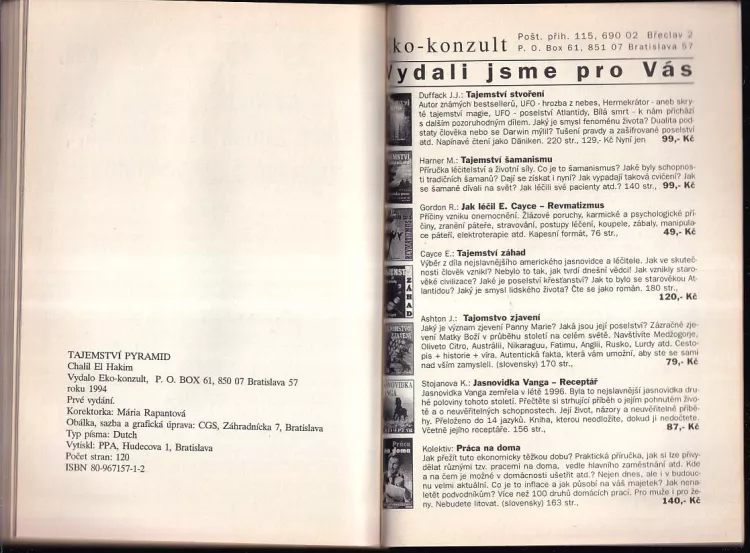 TAJEMSTVÍ PYRAMID
Chalil El Hakim
Vydalo Eko-konzult, P. O. BOX 61, 850 07 Bratislava 57
roku 1994
Prvé vydání.
Korektorka: Mária Rapantová
Obálka, sazba a grafická úprava: CGS, Záhradnícka 7, Bratislava
Typ písma: Dutch
Vytiskl: PPA, Hudecova 1, Bratislava
Počet stran: 120
ISBN 80-967157-1-2
Eko-konzult Pošt. přih. 115, 690 02 Břeclav 2
P. O. Box 61, 851 07 Bratislava 57
Vydali jsme pro Vás
Duffack J.J.: Tajemství stvoření
Autor známých bestsellerů, UFO - hrozba z nebes, Hermekrátor - aneb skry-
té tajemství magie, UFO - poselství Atlantidy, Bílá smrt - k nám přichází
s dalším pozoruhodným dílem. Jaký je smysl fenoménu života? Dualita pod-
staty člověka nebo se Darwin mýlil? Tušení pravdy a zašifrované poselství
atd. Napínavé čtení jako Däniken. 220 str., 129,- Kč Nyní jen 99,- Kč
Harner M.: Tajemství šamanismu
Příručka léčitelství a životní síly. Co je to šamanismus? Jaké byly schopnos-
ti tradičních šamanů? Dají se získat i nyní? Jak vypadají taková cvičení? Jak
se šamané dívali na svět? Jak léčili své pacienty atd.? 140 str., 99,- Kč
Gordon R.: Jak léčil E. Cayce – Revmatizmus
Příčiny vzniku onemocnění. Žlázové poruchy, karmické a psychologické pří-
činy, zranění páteře, stravování, postupy léčení, koupele, zábaly, manipula-
ce páteří, elektroterapie atd. Kapesní formát, 76 str., 49,- Kč
Cayce E.: Tajemství záhad
Výběr z díla nejslavnějšího amerického jasnovidce a léčitele. Jak ve skuteč-
nosti člověk vznikl? Nebylo to tak, jak tvrdí dnešní vědci! Jak vznikly staro-
věké civilizace? Jaké je poselství křesťanství? Jak to bylo se starověkou At-
lantidou? Jaký je smysl lidského života? Čte se jako román. 180 str.,
120,- Kč
Ashton J.: Tajomstvo zjavení
Jaký je význam zjevení Panny Marie? Jaká jsou její poselství? Zázračné zje-
vení Matky Boží v průběhu století na celém světě. Navštívite Medžogorje,
Oliveto Citro, Austrálii, Nikaraguu, Fatimu, Anglii, Rusko, Lurdy atd. Cesto-
pis + historie + víra. Autentická fakta, která vám umožní, aby ste se sami
nad vším zamysleli. (slovenský) 170 str., 79,- Kč
Stojanova K.: Jasnovidka Vanga – Receptář
Jasnovidka Vanga zemřela v létě 1996. Byla to nejslavnější jasnovidka dru-
hé poloviny tohoto století. Přečtěte si strhující příběh o jejím pohnutém živo-
tě a o neuvěřitelných schopnostech. Její život, názory a neuvěřitelné příbě-
hy. Přeloženo do 14 jazyků. Kniha, kterou neodložíte, dokud ji nedočtete.
Včetně jejího receptáře. 156 str., 87,- Kč
Kolektiv: Práca na doma
Jak přežít tuto ekonomicky těžkou dobu? Praktická příručka, jak si lze přivy-
dělat různými tzv. pracemi na doma, vedle hlavního zaměstnání atd. Kde
a na čem je možné v domácnosti ušetřit atd.? Nejen dnes, ale i v budouc-
nu velmi aktuální. Co je to inflace a jak působí na váš majetek? Jak nena-
letět podvodníkům? Více než 100 druhů domácích prací. Pro muže i pro že-
ny. Nebudete litovat. (slovenský) 163 str., 140,- Kč